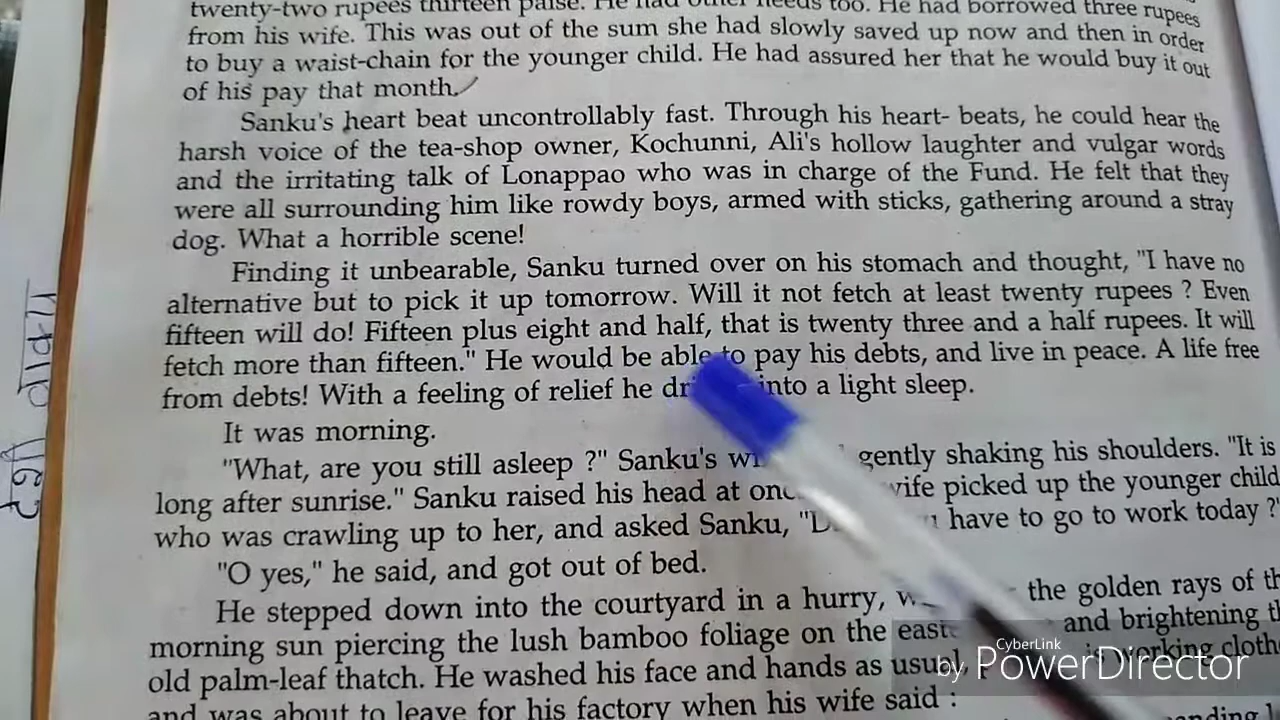 twenty-two rupees thirteen paise. He had other needs too. He had borrowed three rupees
from his wife. This was out of the sum she had slowly saved up now and then in order
to buy a waist-chain for the younger child. He had assured her that he would buy it out
of his pay that month.
Sanku's heart beat uncontrollably fast. Through his heart- beats, he could hear the
harsh voice of the tea-shop owner, Kochunni, Ali's hollow laughter and vulgar words
and the irritating talk of Lonappao who was in charge of the Fund. He felt that they
were all surrounding him like rowdy boys, armed with sticks, gathering around a stray
dog. What a horrible scene!
Finding it unbearable, Sanku turned over on his stomach and thought, "I have no
alternative but to pick it up tomorrow. Will it not fetch at least twenty rupees ? Even
fifteen will do! Fifteen plus eight and half, that is twenty three and a half rupees. It will
fetch more than fifteen." He would be able to pay his debts, and live in peace. A life free
from debts! With a feeling of relief he into a light sleep.
It was morning.
"What, are you still asleep ?" Sanku's gently shaking his shoulders. "It is
long after sunrise." Sanku raised his head at wife picked up the younger child
who was crawling up to her, and asked Sanku, " have to go to work today ?"
"O yes," he said, and got out of bed.
He stepped down into the courtyard in a hurry, the golden rays of
morning sun piercing the lush bamboo foliage on the and brightening
old palm-leaf thatch. He washed his face and hands as usual, working
and was about to leave for his factory when his wife said :
CyberLink
by PowerDirector